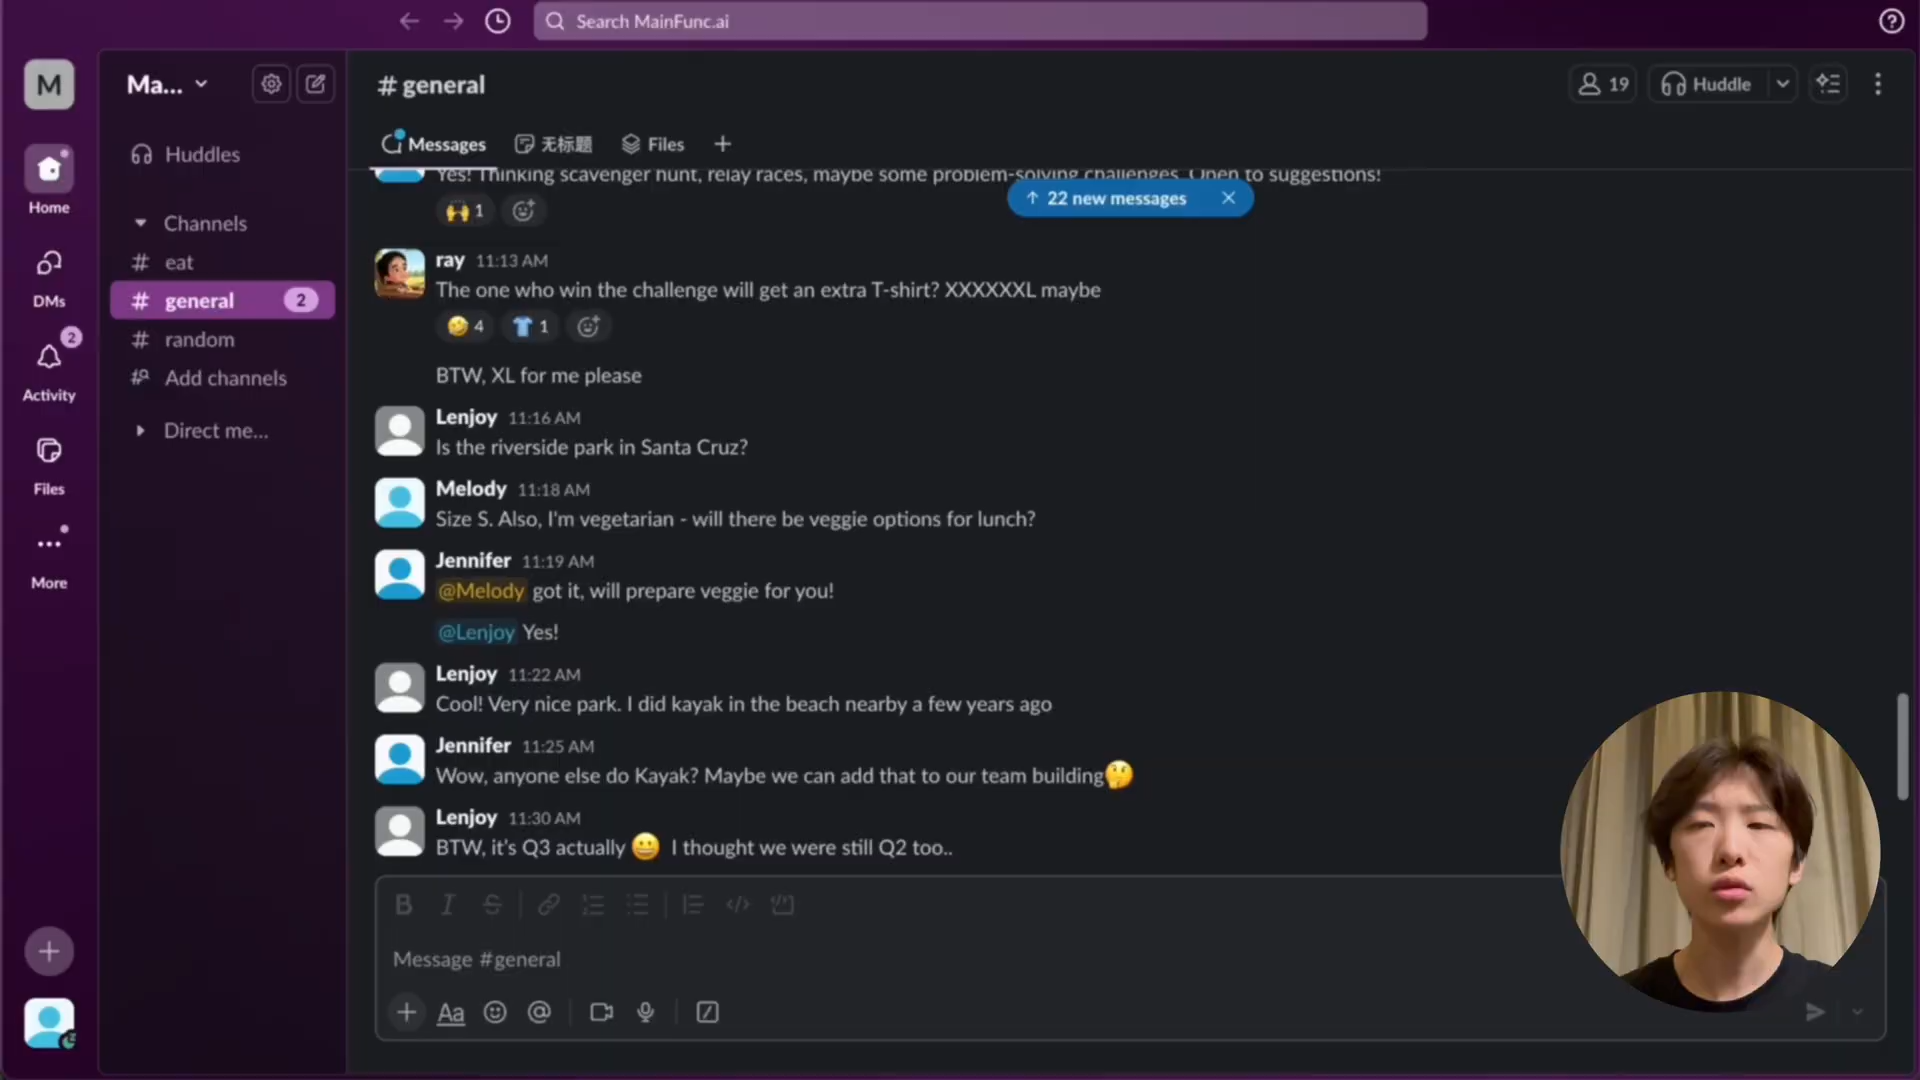 Search MainFunc.ai
M
Ma...
Home
DMs
2
Activity
Files
More
Huddles
Channels
# eat
# general 2
# random
Add channels
Direct me...
# general
19
Huddle
Messages
无标题
Files
Yes! Thinking scavenger hunt, relay races, maybe some problem-solving challenges. Open to suggestions!
22 new messages
1
ray 11:13 AM
The one who win the challenge will get an extra T-shirt? XXXXXXL maybe
4 1
BTW, XL for me please
Lenjoy 11:16 AM
Is the riverside park in Santa Cruz?
Melody 11:18 AM
Size S. Also, I'm vegetarian - will there be veggie options for lunch?
Jennifer 11:19 AM
@Melody got it, will prepare veggie for you!
@Lenjoy Yes!
Lenjoy 11:22 AM
Cool! Very nice park. I did kayak in the beach nearby a few years ago
Jennifer 11:25 AM
Wow, anyone else do Kayak? Maybe we can add that to our team building🤔
Lenjoy 11:30 AM
BTW, it's Q3 actually 😀 I thought we were still Q2 too..
B I S
Message #general
Aa